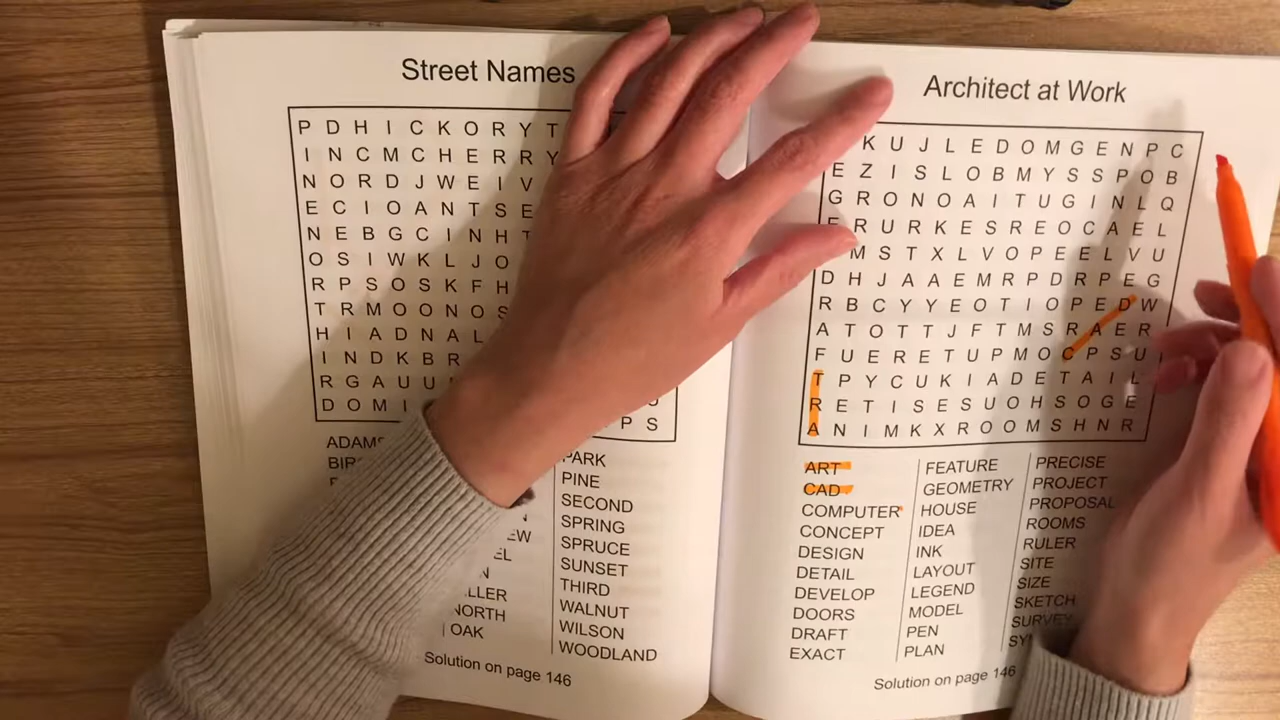 Street Names
P D H I C K O R Y T
I N C M C H E R R Y
N O R D J W E I V
E C I O A N T S E
N E B G C I N H T
O S I W K L J O
R P S O S K F H
T R M O O N O S
H I A D N A L
I N D K B R
R G A U U
D O M I
P S
PARK
PINE
SECOND
SPRING
SPRUCE
SUNSET
THIRD
WALNUT
WILSON
WOODLAND
NORTH
OAK
Solution on page 146
Architect at Work
K U J L E D O M G E N P C
E Z I S L O B M Y S S P O B
G R O N O A I T U G I N L Q
E R U R K E S R E O C A E L
M S T X L V O P E E L V U
D H J A A E M R P D R P E G
R B C Y Y E O T I O P E D W
A T O T T J F T M S R A E R
F U E R E T U P M O C P S U
T P Y C U K I A D E T A I L
R E T I S E S U O H S O G E
A N I M K X R O O M S H N R
ART
CAD
COMPUTER
CONCEPT
DESIGN
DETAIL
DEVELOP
DOORS
DRAFT
EXACT
FEATURE
GEOMETRY
HOUSE
IDEA
INK
LAYOUT
LEGEND
MODEL
PEN
PLAN
PRECISE
PROJECT
PROPOSAL
ROOMS
RULER
SITE
SIZE
SKETCH
SURVEY
Solution on page 146